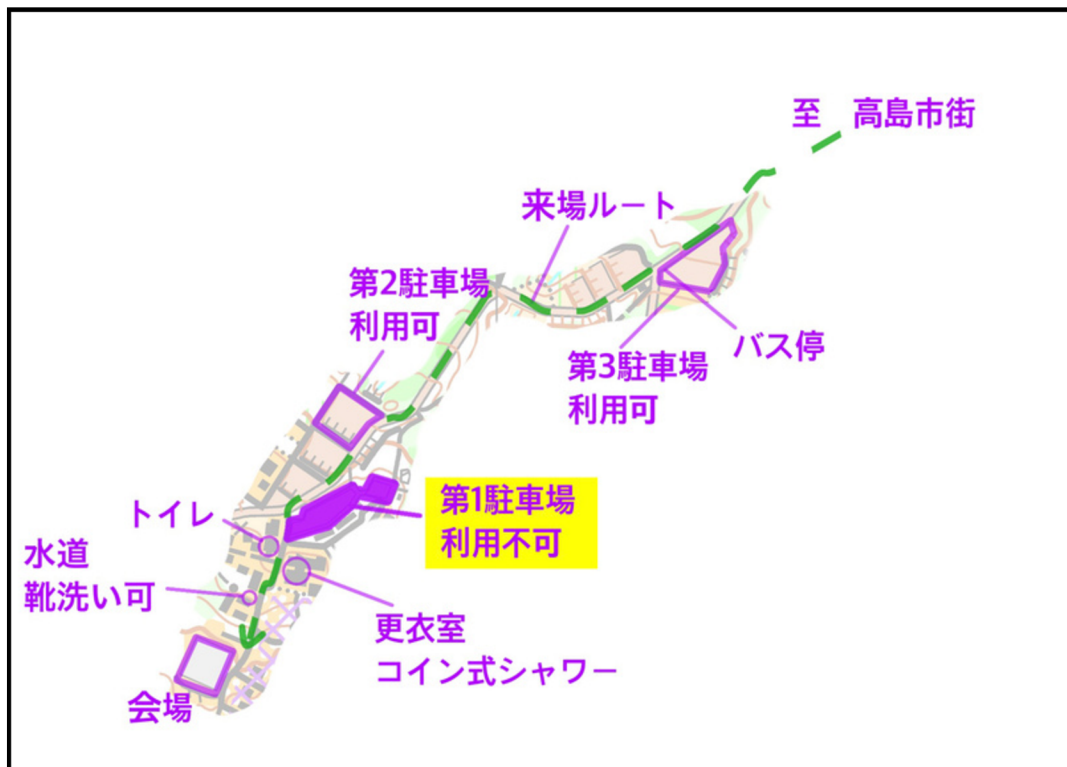 至　高島市街
来場ルート
第2駐車場
利用可
バス停
第3駐車場
利用可
第1駐車場
利用不可
トイレ
水道
靴洗い可
更衣室
コイン式シャワー
会場